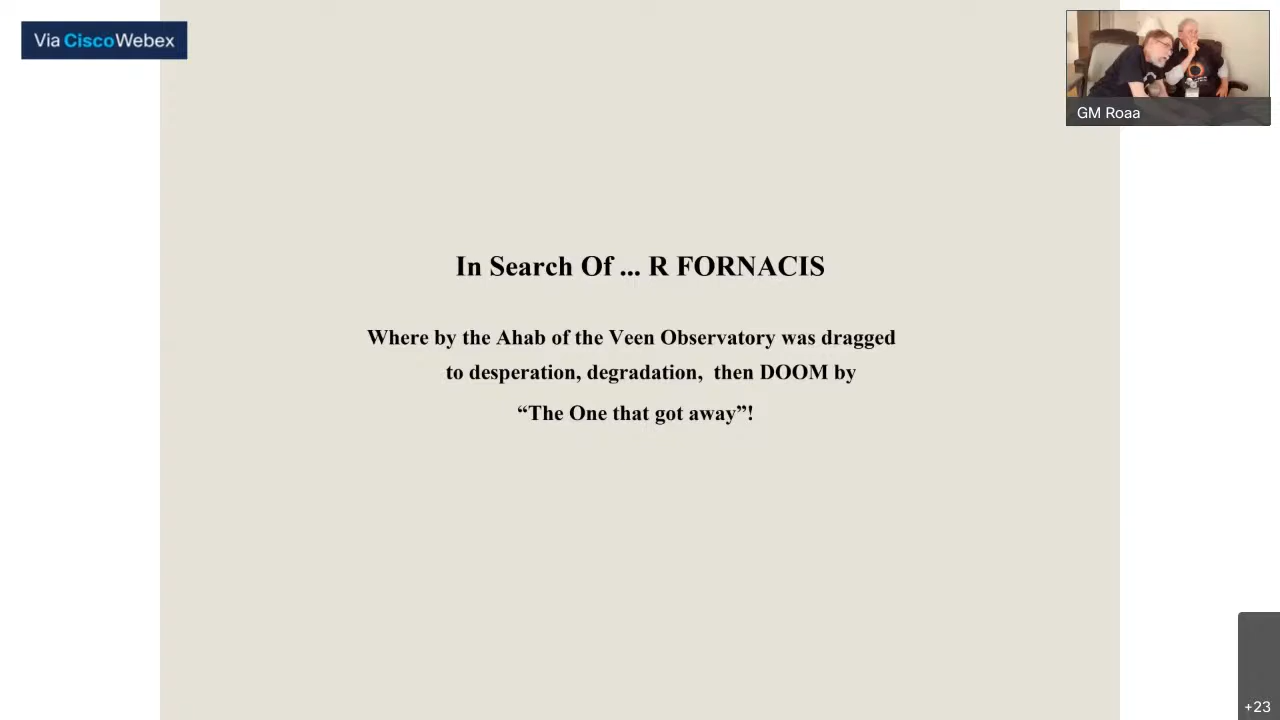 Via CiscoWebex
GM Roaa
In Search Of ... R FORNACIS
Where by the Ahab of the Veen Observatory was dragged
to desperation, degradation, then DOOM by
“The One that got away”!
+23